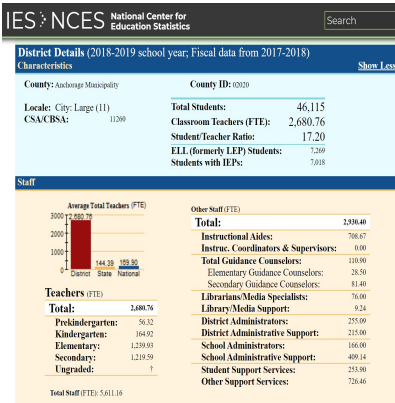 IES NCES National Center for Education Statistics
Search
District Details (2018-2019 school year; Fiscal data from 2017-2018)
Characteristics Show Less
County: Anchorage Municipality County ID: 02020
Locale: City: Large (11)
CSA/CBSA: 11260
Total Students: 46,115
Classroom Teachers (FTE): 2,680.76
Student/Teacher Ratio: 17.20
ELL (formerly LEP) Students: 7,269
Students with IEPs: 7,018
Staff
Average Total Teachers (FTE)
3000
2,680.76
2000
1000
144.39 159.90
0
District State National
Teachers (FTE)
Total: 2,680.76
Prekindergarten: 56.32
Kindergarten: 164.92
Elementary: 1,239.93
Secondary: 1,219.59
Ungraded: †
Total Staff (FTE): 5,611.16
Other Staff (FTE)
Total: 2,930.40
Instructional Aides: 708.67
Instruc. Coordinators & Supervisors: 0.00
Total Guidance Counselors: 110.90
Elementary Guidance Counselors: 28.50
Secondary Guidance Counselors: 81.40
Librarians/Media Specialists: 76.00
Library/Media Support: 9.24
District Administrators: 255.09
District Administrative Support: 215.00
School Administrators: 166.00
School Administrative Support: 409.14
Student Support Services: 253.90
Other Support Services: 726.46